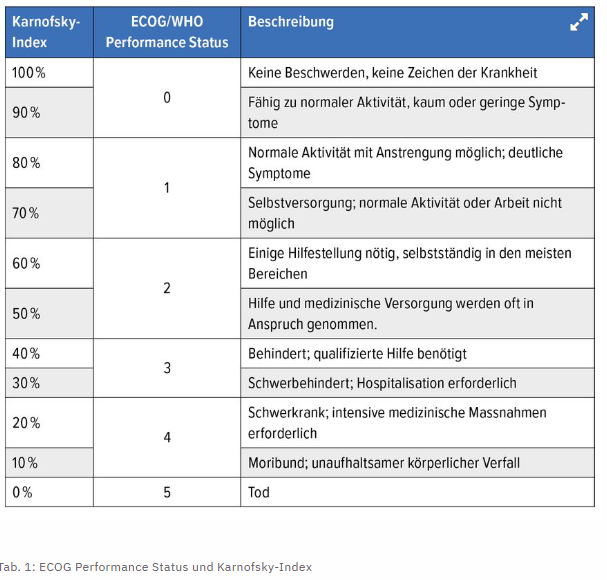 Karnofsky-
Index
ECOG/WHO
Performance Status
Beschreibung
100 %
0
Keine Beschwerden, keine Zeichen der Krankheit
90 %
Fähig zu normaler Aktivität, kaum oder geringe Symp-
tome
80 %
1
Normale Aktivität mit Anstrengung möglich; deutliche
Symptome
70 %
Selbstversorgung; normale Aktivität oder Arbeit nicht
möglich
60 %
2
Einige Hilfestellung nötig, selbstständig in den meisten
Bereichen
50 %
Hilfe und medizinische Versorgung werden oft in
Anspruch genommen.
40 %
3
Behindert; qualifizierte Hilfe benötigt
30 %
Schwerbehindert; Hospitalisation erforderlich
20 %
4
Schwerkrank; intensive medizinische Massnahmen
erforderlich
10 %
Moribund; unaufhaltsamer körperlicher Verfall
0 %
5
Tod
Tab. 1: ECOG Performance Status und Karnofsky-Index